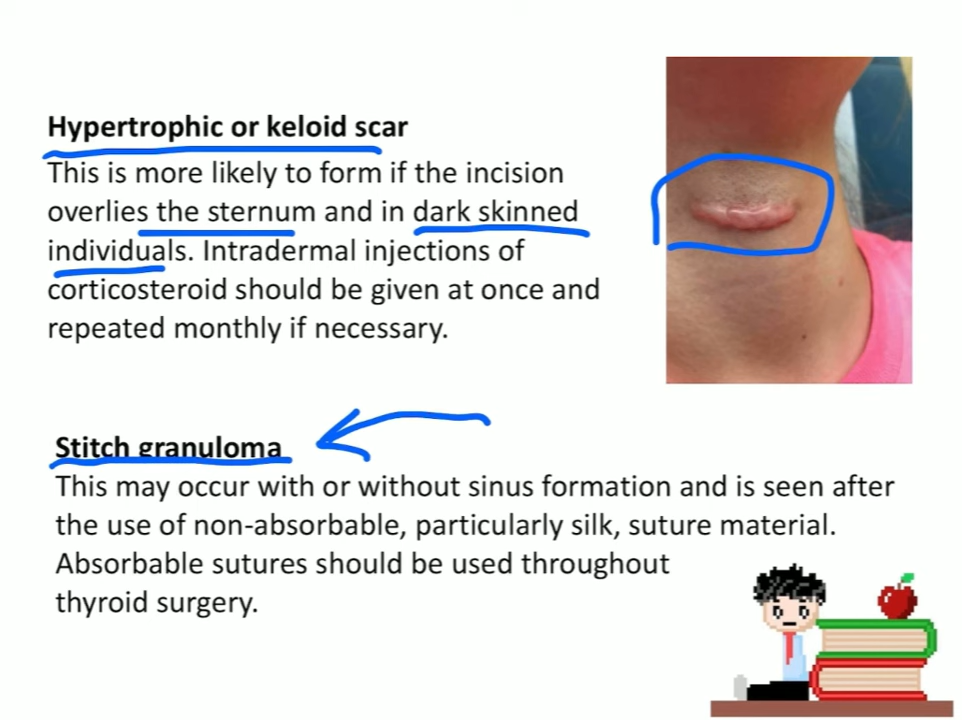 Hypertrophic or keloid scar
This is more likely to form if the incision
overlies the sternum and in dark skinned
individuals. Intradermal injections of
corticosteroid should be given at once and
repeated monthly if necessary.
Stitch granuloma
This may occur with or without sinus formation and is seen after
the use of non-absorbable, particularly silk, suture material.
Absorbable sutures should be used throughout
thyroid surgery.